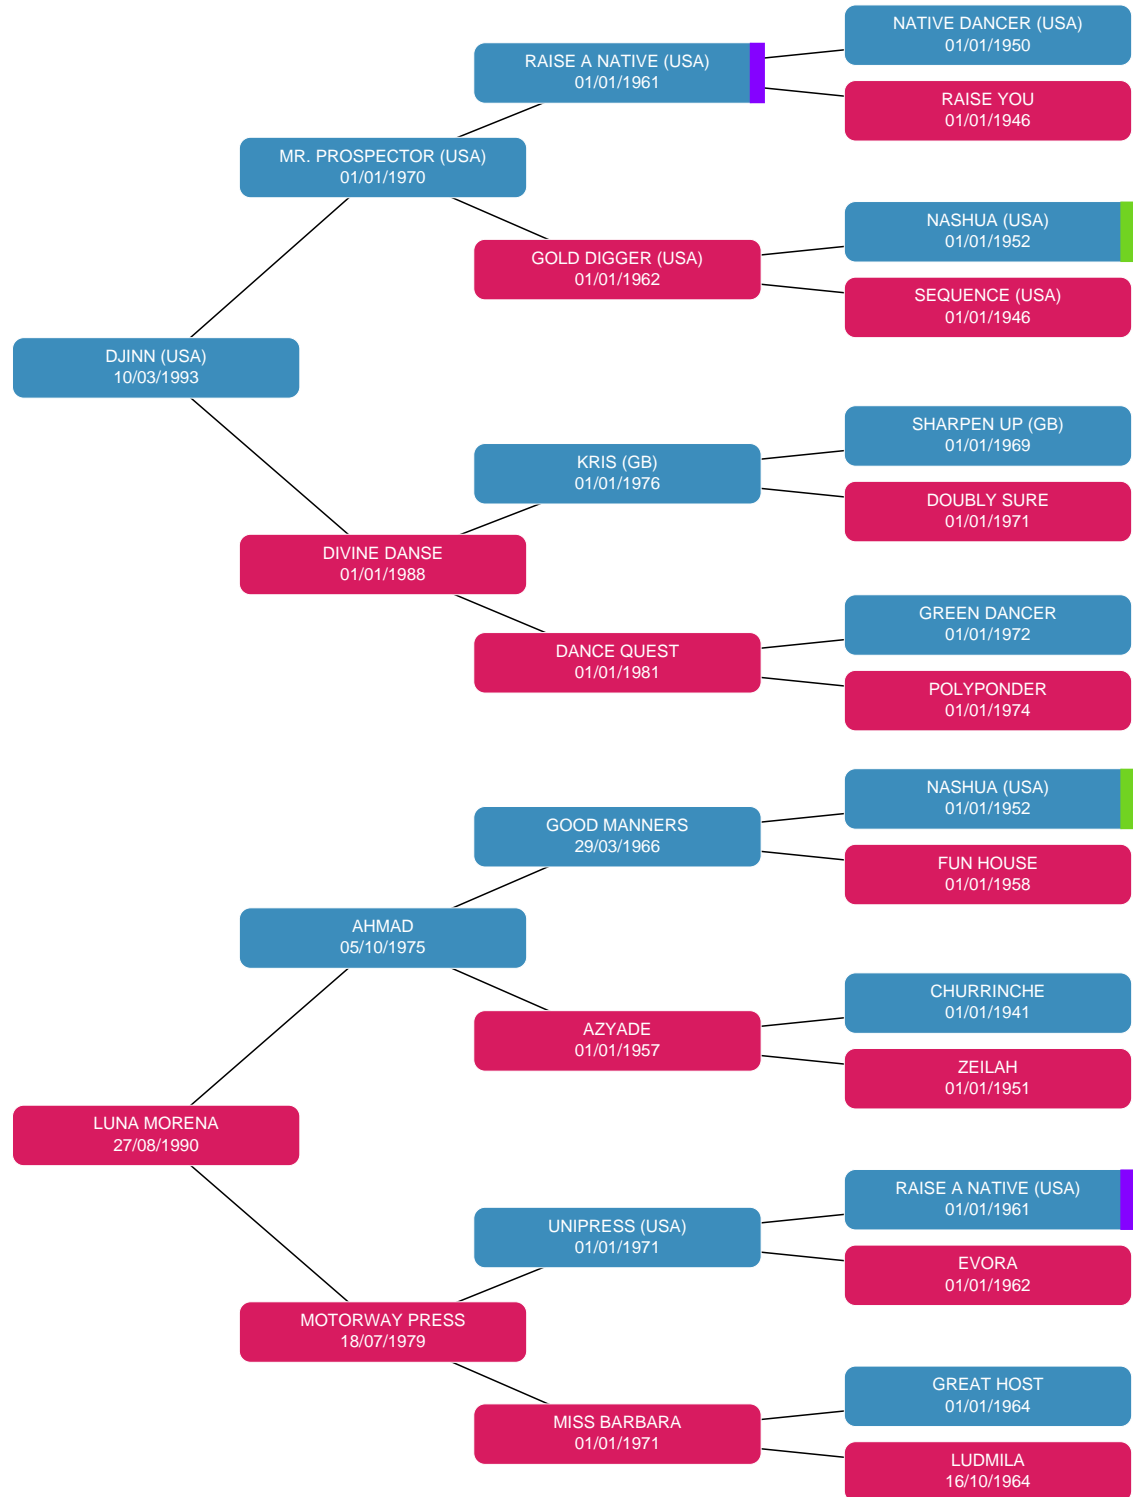 NATIVE DANCER (USA)
01/01/1950
RAISE A NATIVE (USA)
01/01/1961
RAISE YOU
01/01/1946
MR. PROSPECTOR (USA)
01/01/1970
NASHUA (USA)
01/01/1952
GOLD DIGGER (USA)
01/01/1962
SEQUENCE (USA)
01/01/1946
DJINN (USA)
10/03/1993
SHARPEN UP (GB)
01/01/1969
KRIS (GB)
01/01/1976
DOUBLY SURE
01/01/1971
DIVINE DANSE
01/01/1988
GREEN DANCER
01/01/1972
DANCE QUEST
01/01/1981
POLYPONDER
01/01/1974
NASHUA (USA)
01/01/1952
GOOD MANNERS
29/03/1966
FUN HOUSE
01/01/1958
AHMAD
05/10/1975
CHURRINCHE
01/01/1941
AZYADE
01/01/1957
ZEILAH
01/01/1951
LUNA MORENA
27/08/1990
RAISE A NATIVE (USA)
01/01/1961
UNIPRESS (USA)
01/01/1971
EVORA
01/01/1962
MOTORWAY PRESS
18/07/1979
GREAT HOST
01/01/1964
MISS BARBARA
01/01/1971
LUDMILA
16/10/1964